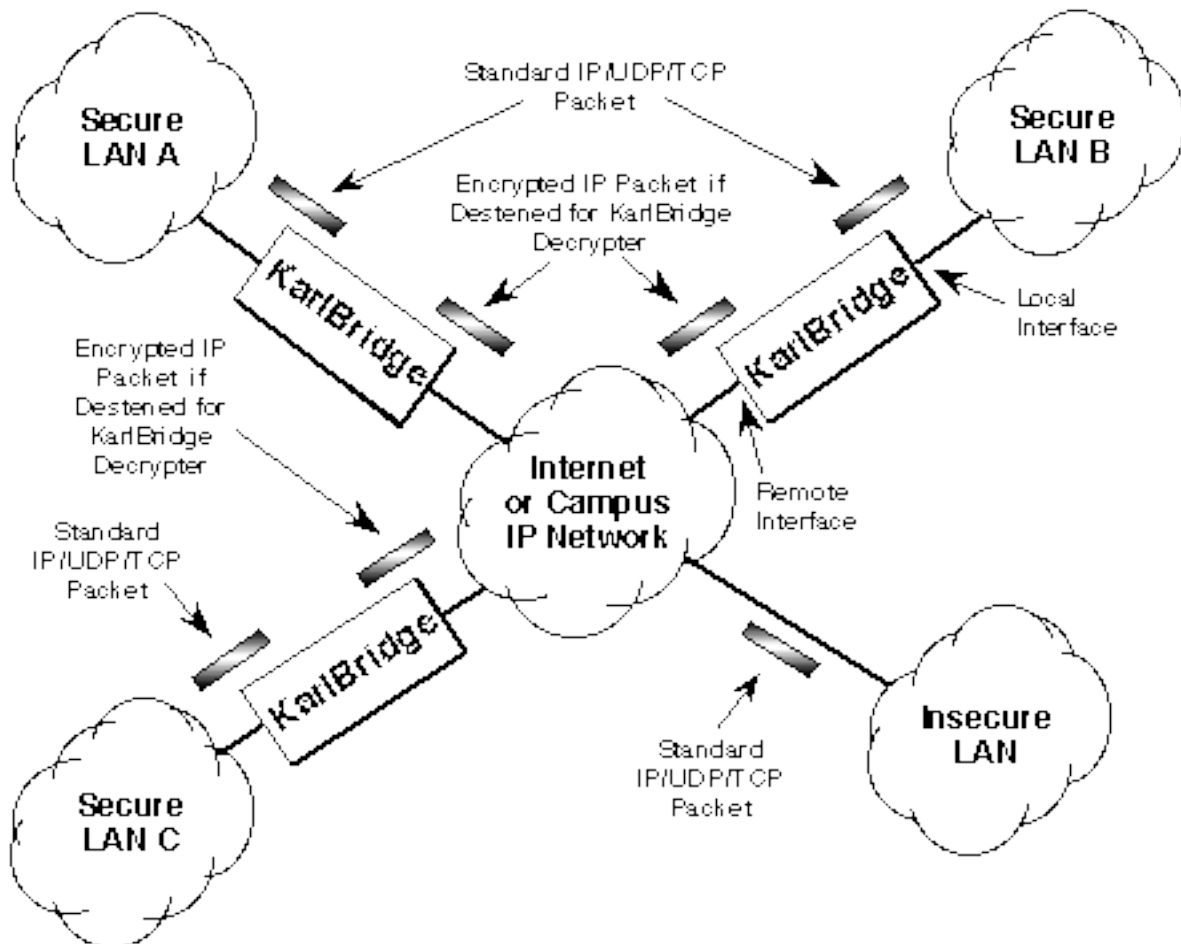 Standard IP/UDP/TCP
Packet
Secure
LAN A
Secure
LAN B
Encrypted IP Packet if
Destened for KarlBridge
Decrypter
KarlBridge
KarlBridge
Local
Interface
Encrypted IP
Packet if
Destened for
KarlBridge
Decrypter
Internet
or Campus
IP Network
Remote
Interface
Standard
IP/UDP/TCP
Packet
KarlBridge
Insecure
LAN
Standard
IP/UDP/TCP
Packet
Secure
LAN C